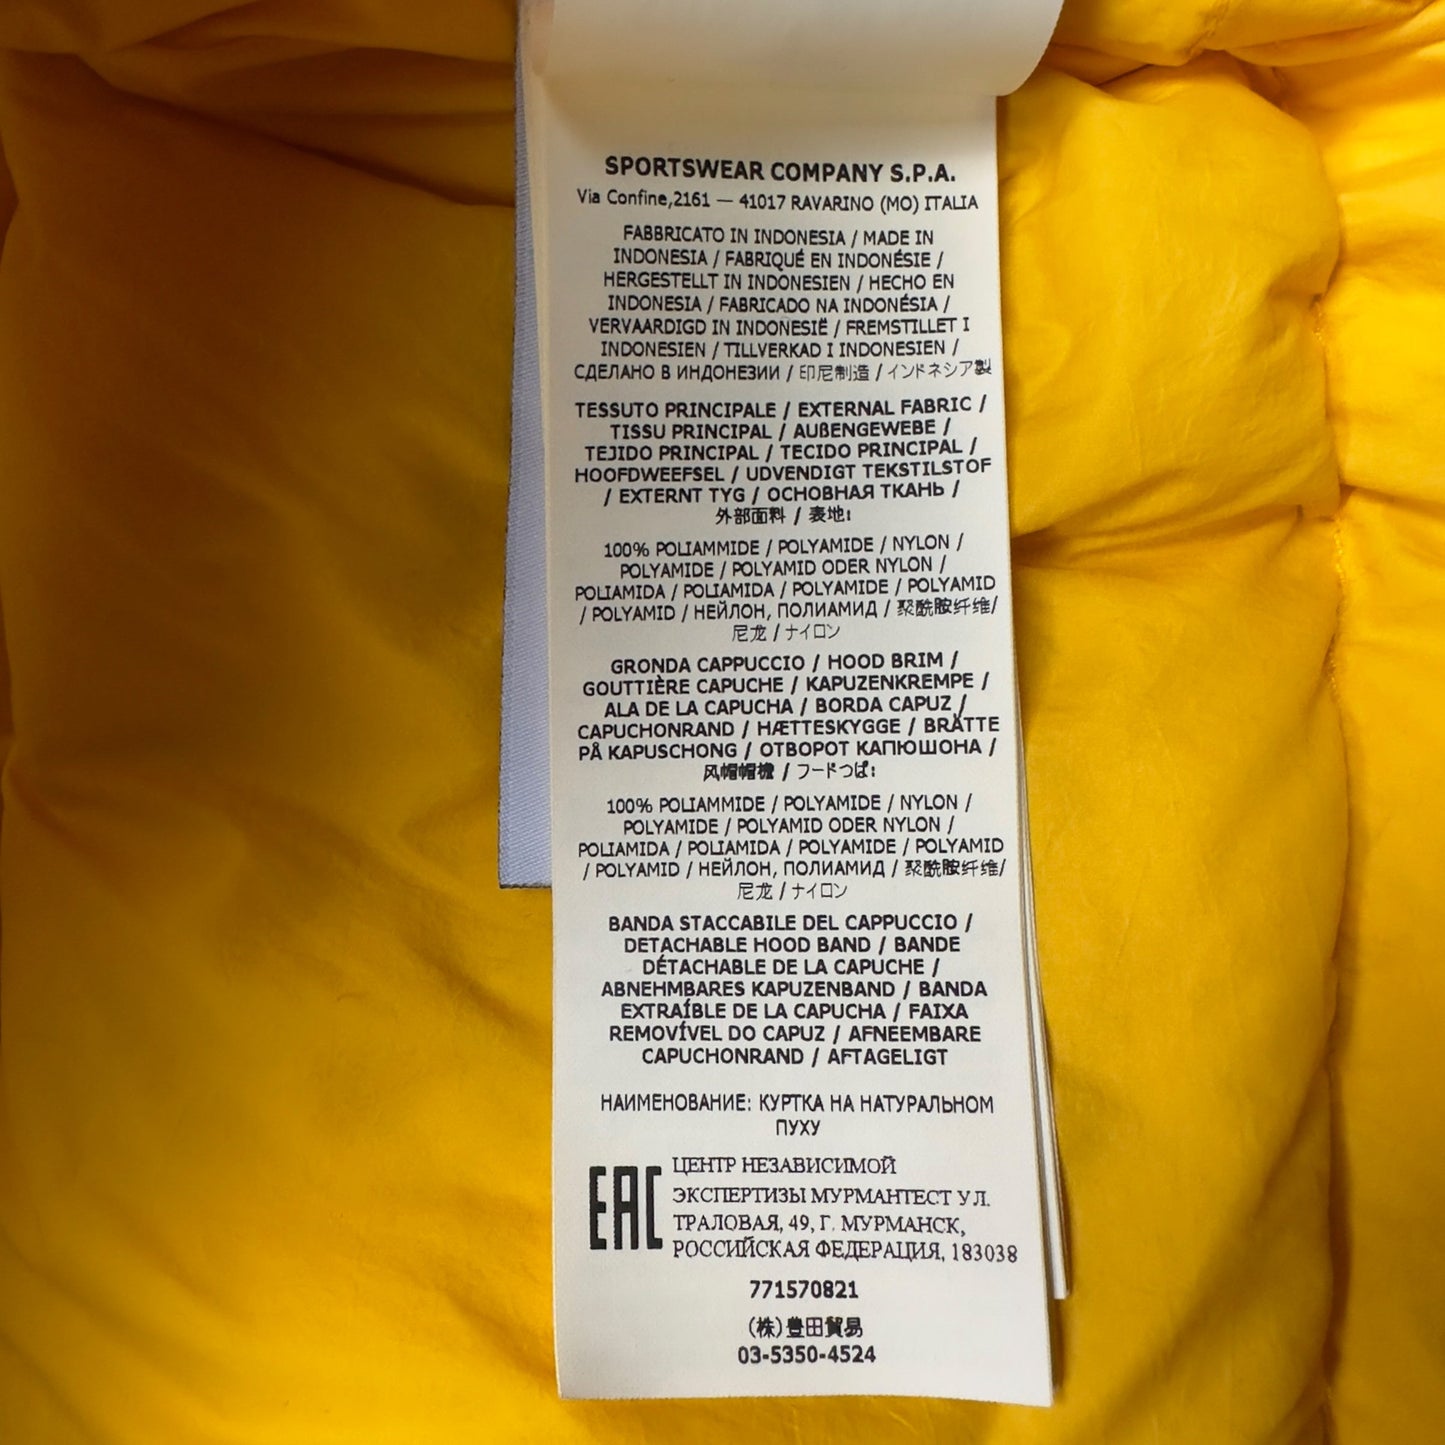 SPORTSWEAR COMPANY S.P.A.
Via Confine,2161 — 41017 RAVARINO (MO) ITALIA
FABBRICATO IN INDONESIA / MADE IN
INDONESIA / FABRIQUÉ EN INDONÉSIE /
HERGESTELLT IN INDONESIEN / HECHO EN
INDONESIA / FABRICADO NA INDONÉSIA /
VERVAARDIGD IN INDONESIË / FREMSTILLET I
INDONESIEN / TILLVERKAD I INDONESIEN /
СДЕЛАНО В ИНДОНЕЗИИ / 印尼制造 / インドネシア製
TESSUTO PRINCIPALE / EXTERNAL FABRIC /
TISSU PRINCIPAL / AUßENGEWEBE /
TEJIDO PRINCIPAL / TECIDO PRINCIPAL /
HOOFDWEEFSEL / UDVENDIGT TEKSTILSTOF
/ EXTERNT TYG / ОСНОВНАЯ ТКАНЬ /
外部面料 / 表地:
100% POLIAMMIDE / POLYAMIDE / NYLON /
POLYAMIDE / POLYAMID ODER NYLON /
POLIAMIDA / POLIAMIDA / POLYAMIDE / POLYAMID
/ POLYAMID / НЕЙЛОН, ПОЛИАМИД / 聚酰胺纤维/
尼龙 / ナイロン
GRONDA CAPPUCCIO / HOOD BRIM /
GOUTTIÈRE CAPUCHE / KAPUZENKREMPE /
ALA DE LA CAPUCHA / BORDA CAPUZ /
CAPUCHONRAND / HÆTTESKYGGE / BRÄTTE
PÅ KAPUSCHONG / ОТВОРОТ КАПЮШОНА /
风帽帽檐 / フードつば:
100% POLIAMMIDE / POLYAMIDE / NYLON /
POLYAMIDE / POLYAMID ODER NYLON /
POLIAMIDA / POLIAMIDA / POLYAMIDE / POLYAMID
/ POLYAMID / НЕЙЛОН, ПОЛИАМИД / 聚酰胺纤维/
尼龙 / ナイロン
BANDA STACCABILE DEL CAPPUCCIO /
DETACHABLE HOOD BAND / BANDE
DÉTACHABLE DE LA CAPUCHE /
ABNEHMBARES KAPUZENBAND / BANDA
EXTRAÍBLE DE LA CAPUCHA / FAIXA
REMOVÍVEL DO CAPUZ / AFNEEMBARE
CAPUCHONRAND / AFTAGELIGT
НАИМЕНОВАНИЕ: КУРТКА НА НАТУРАЛЬНОМ
ПУХУ
EAC
ЦЕНТР НЕЗАВИСИМОЙ
ЭКСПЕРТИЗЫ МУРМАНТЕСТ УЛ.
ТРАЛОВАЯ, 49, Г. МУРМАНСК,
РОССИЙСКАЯ ФЕДЕРАЦИЯ, 183038
771570821
(株)豊田貿易
03-5350-4524